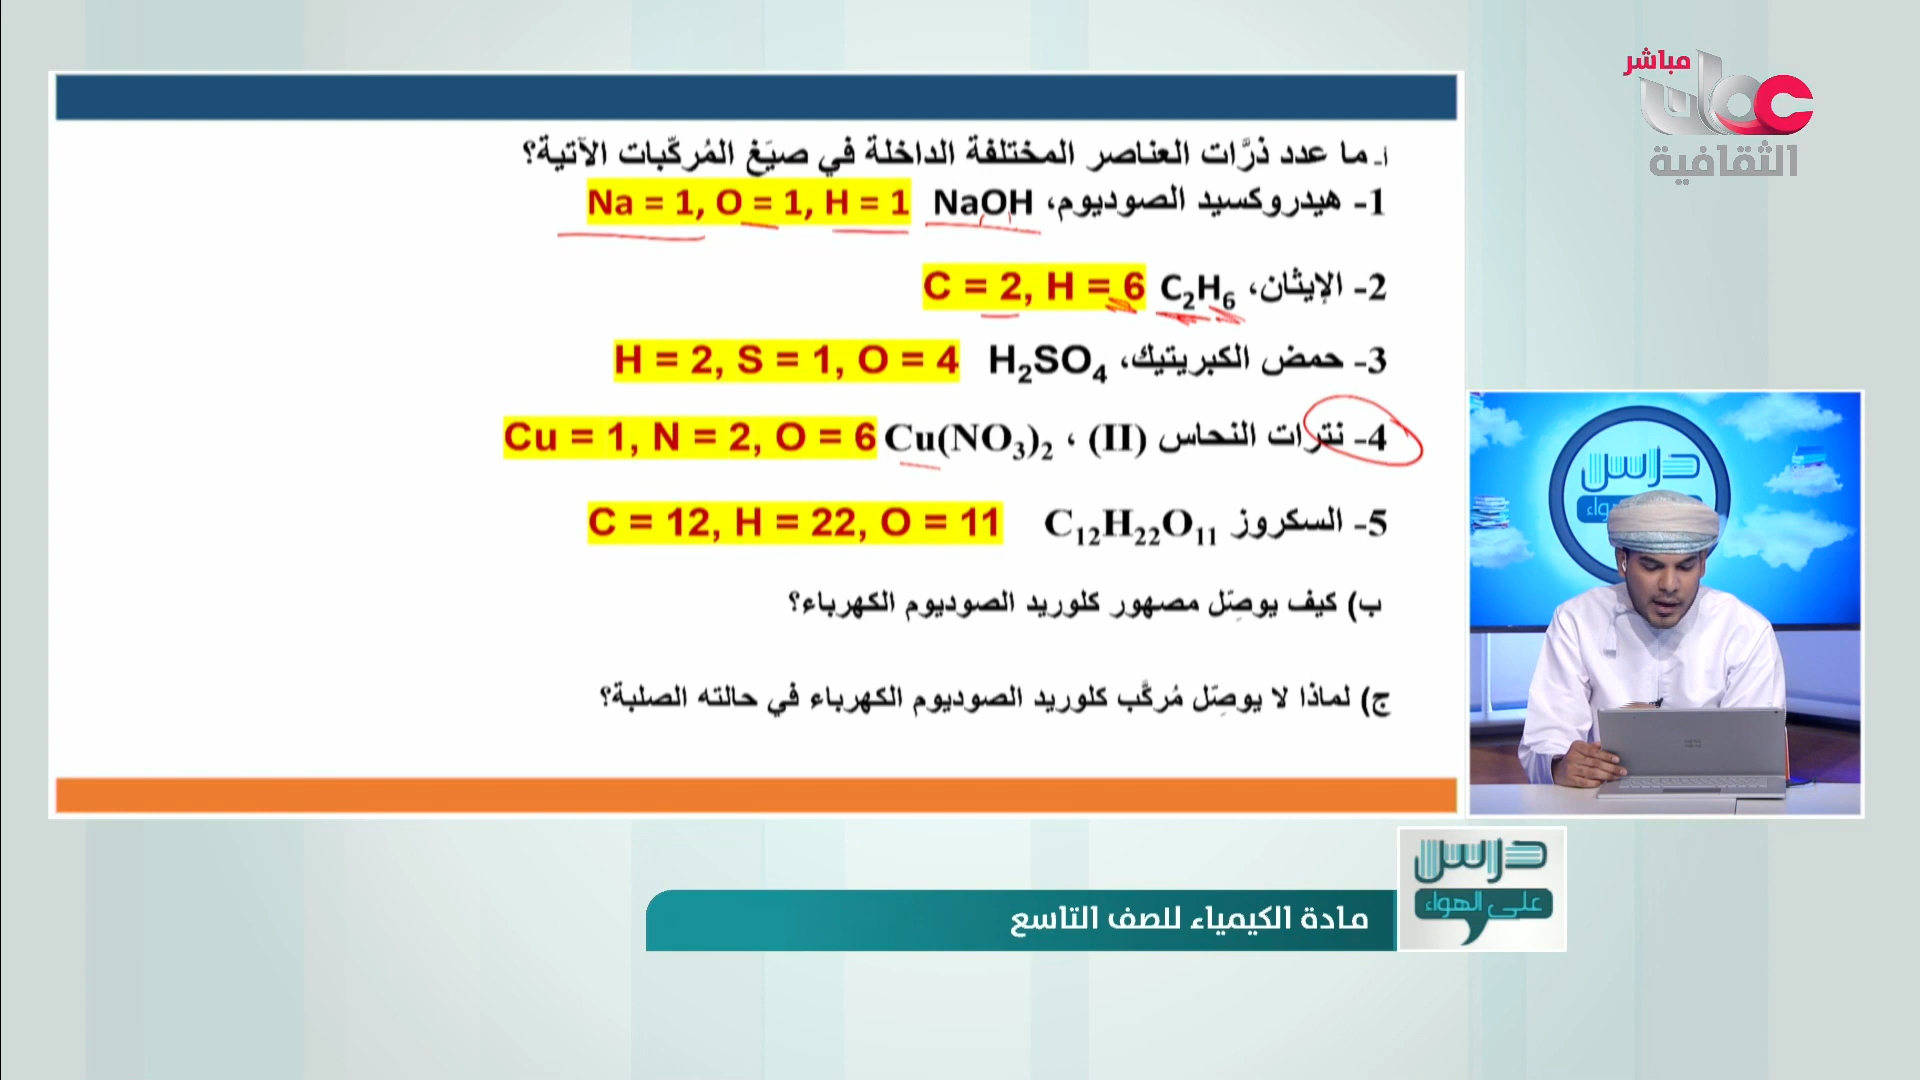 مباشر
عمان
الثقافية
أ- ما عدد ذرَّات العناصر المختلفة الداخلة في صيَغ المُركّبات الآتية؟
1- هيدروكسيد الصوديوم، NaOH Na = 1, O = 1, H = 1
2- الإيثان، C₂H₆ C = 2, H = 6
3- حمض الكبريتيك، H₂SO₄ H = 2, S = 1, O = 4
4- نترات النحاس (II) ، Cu(NO₃)₂ Cu = 1, N = 2, O = 6
5- السكروز C₁₂H₂₂O₁₁ C = 12, H = 22, O = 11
ب) كيف يوصِّل مصهور كلوريد الصوديوم الكهرباء؟
ج) لماذا لا يوصِّل مُركَّب كلوريد الصوديوم الكهرباء في حالته الصلبة؟
درس
درس
على الهواء
مادة الكيمياء للصف التاسع